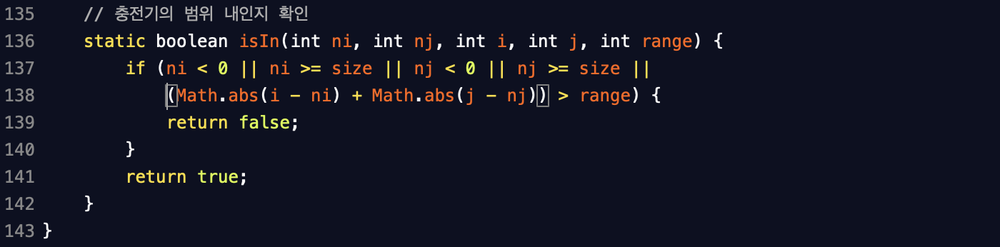 135 // 충전기의 범위 내인지 확인
136 static boolean isIn(int ni, int nj, int i, int j, int range) {
137 if (ni < 0 || ni >= size || nj < 0 || nj >= size ||
138 (Math.abs(i - ni) + Math.abs(j - nj)) > range) {
139 return false;
140 }
141 return true;
142 }
143 }